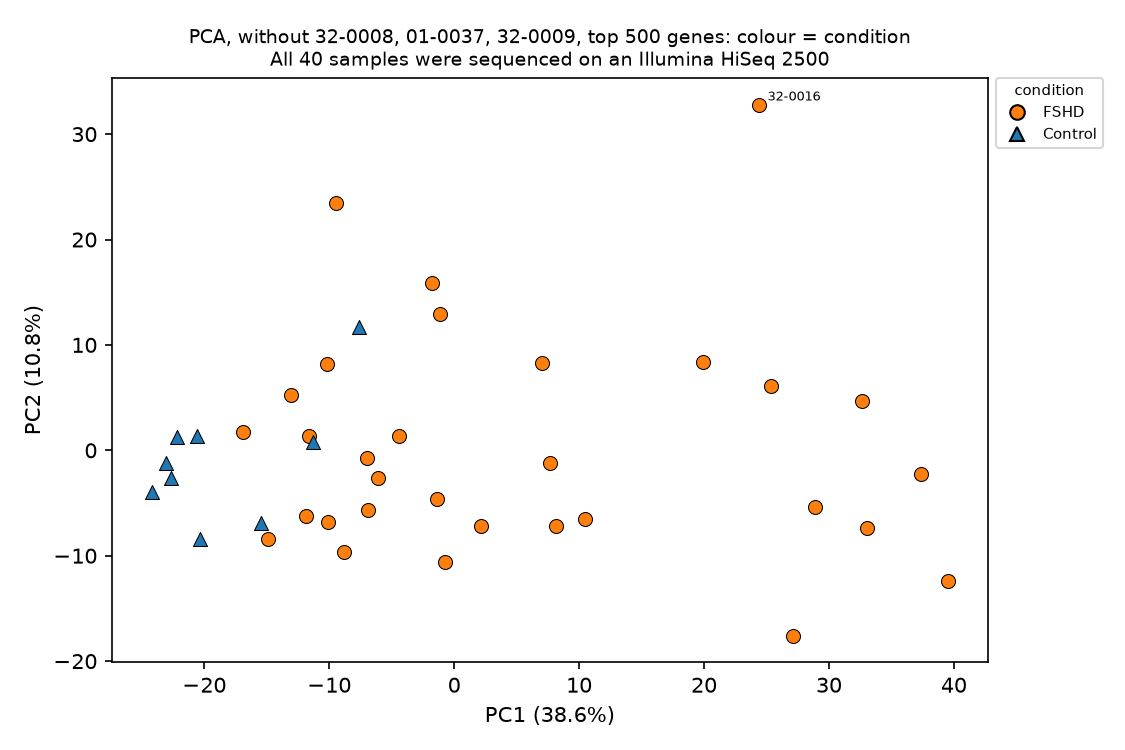 PCA, without 32-0008, 01-0037, 32-0009, top 500 genes: colour = condition
All 40 samples were sequenced on an Illumina HiSeq 2500
condition
FSHD
Control
32-0016
30
20
10
0
−10
−20
PC2 (10.8%)
−20
−10
0
10
20
30
40
PC1 (38.6%)